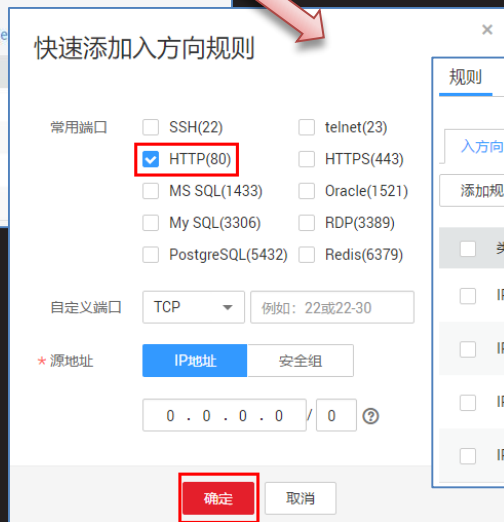 快速添加入方向规则
×
常用端口
SSH(22)
telnet(23)
HTTP(80)
HTTPS(443)
MS SQL(1433)
Oracle(1521)
My SQL(3306)
RDP(3389)
PostgreSQL(5432)
Redis(6379)
自定义端口
TCP
例如：22或22-30
* 源地址
IP地址
安全组
0 . 0 . 0 . 0 / 0 ?
确定
取消
规则
入方向
添加规